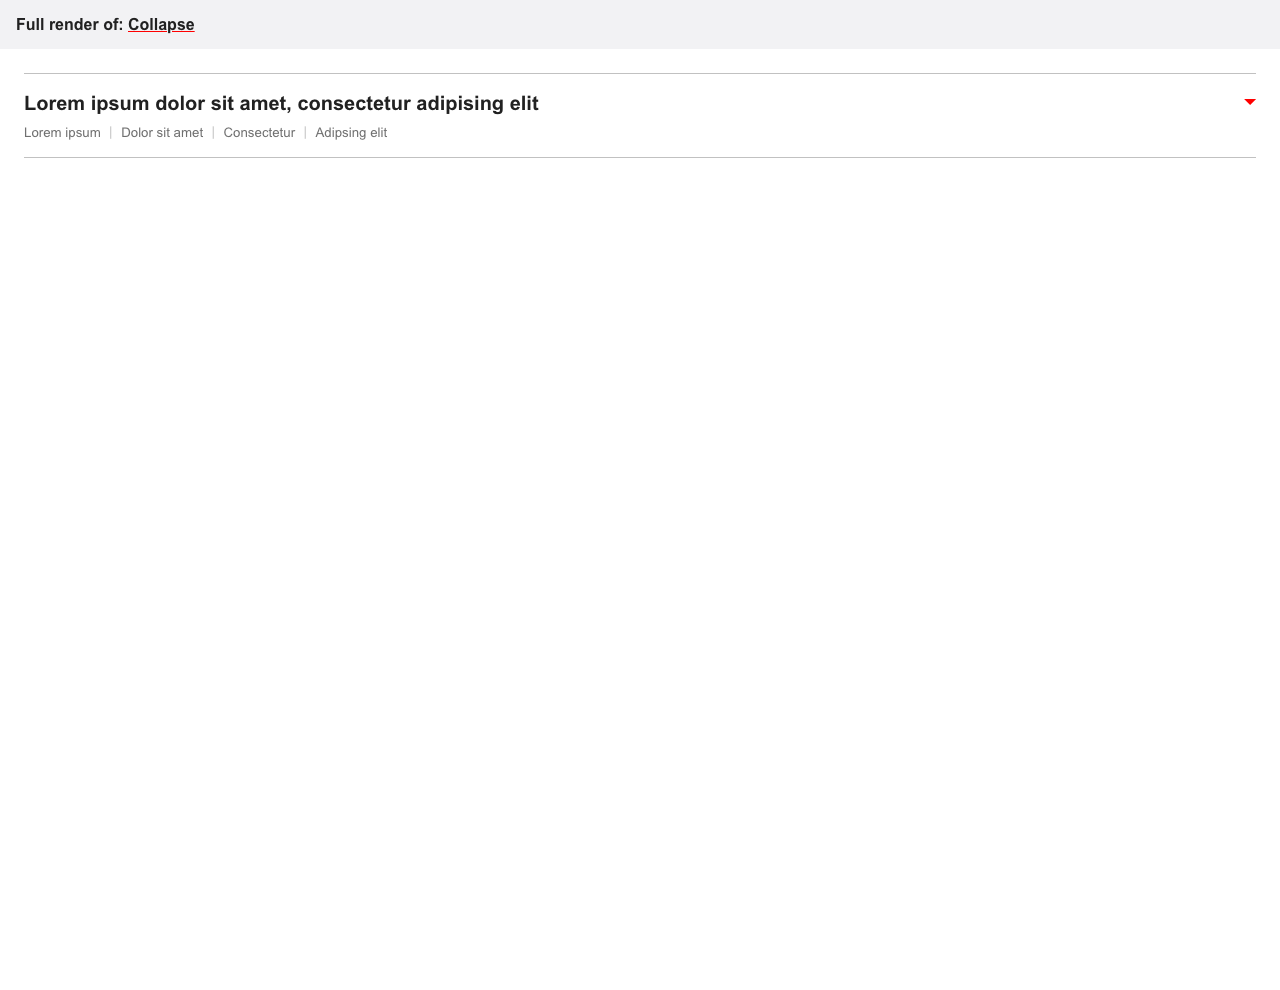 Full render of: Collapse
Lorem ipsum dolor sit amet, consectetur adipising elit
Lorem ipsum | Dolor sit amet | Consectetur | Adipsing elit